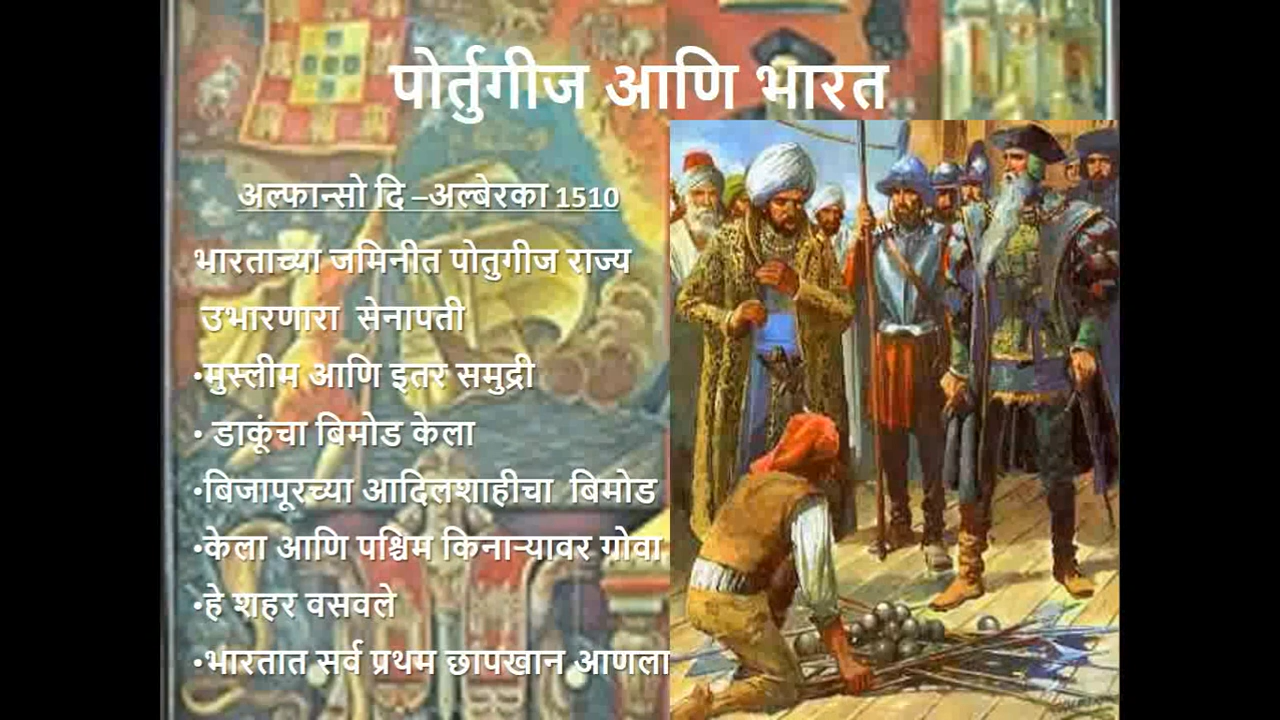 पोर्तुगीज आणि भारत
अल्फान्सो दि –अल्बेरका 1510
भारताच्या जमिनीत पोतुगीज राज्य
उभारणारा सेनापती
•मुस्लीम आणि इतर समुद्री
• डाकूंचा बिमोड केला
•बिजापूरच्या आदिलशाहीचा बिमोड
•केला आणि पश्चिम किनाऱ्यावर गोवा
•हे शहर वसवले
•भारतात सर्व प्रथम छापखान आणला